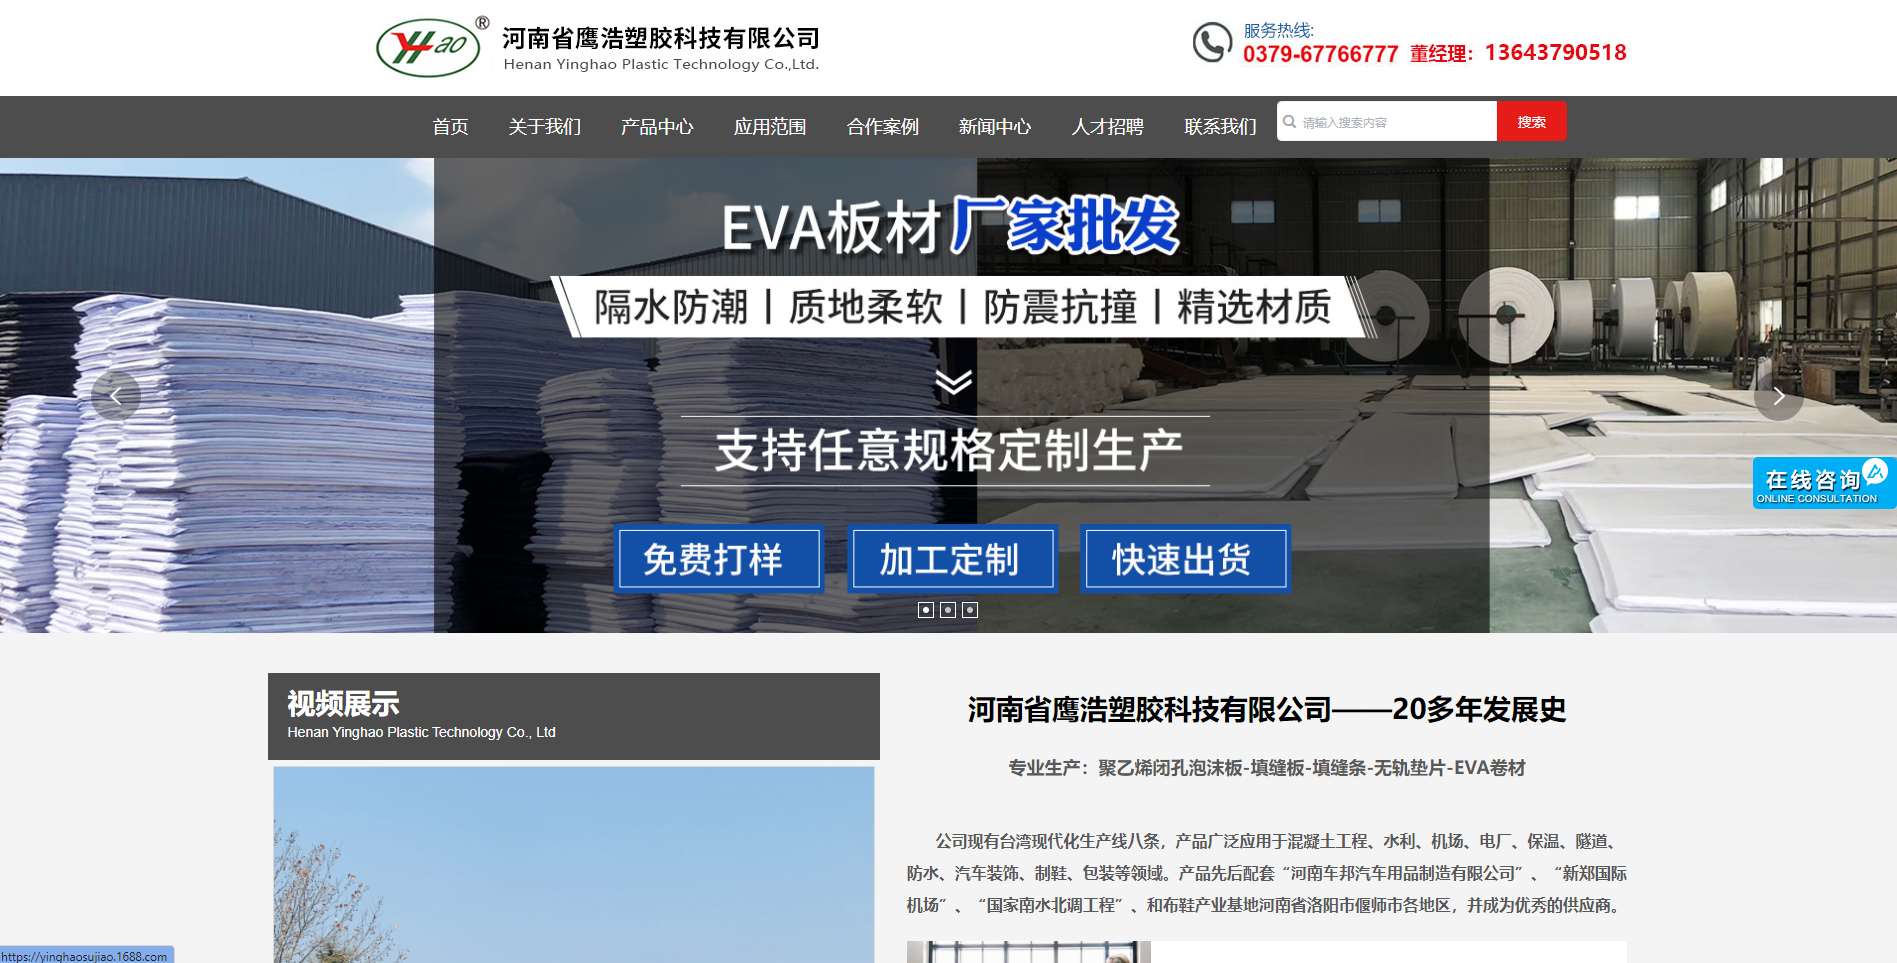 YHao ®
河南省鹰浩塑胶科技有限公司
Henan Yinghao Plastic Technology Co.,Ltd.
服务热线:
0379-67766777 董经理：13643790518
首页 关于我们 产品中心 应用范围 合作案例 新闻中心 人才招聘 联系我们 请输入搜索内容 搜索
EVA板材厂家批发
隔水防潮丨质地柔软丨防震抗撞丨精选材质
支持任意规格定制生产
在线咨询
ONLINE CONSULTATION
免费打样 加工定制 快速出货
视频展示
Henan Yinghao Plastic Technology Co., Ltd
河南省鹰浩塑胶科技有限公司——20多年发展史
专业生产：聚乙烯闭孔泡沫板-填缝板-填缝条-无轨垫片-EVA卷材
公司现有台湾现代化生产线八条，产品广泛应用于混凝土工程、水利、机场、电厂、保温、隧道、
防水、汽车装饰、制鞋、包装等领域。产品先后配套“河南车邦汽车用品制造有限公司”、“新郑国际
机场”、“国家南水北调工程”、和布鞋产业基地河南省洛阳市偃师市各地区，并成为优秀的供应商。
https://yinghaosujiao.1688.com